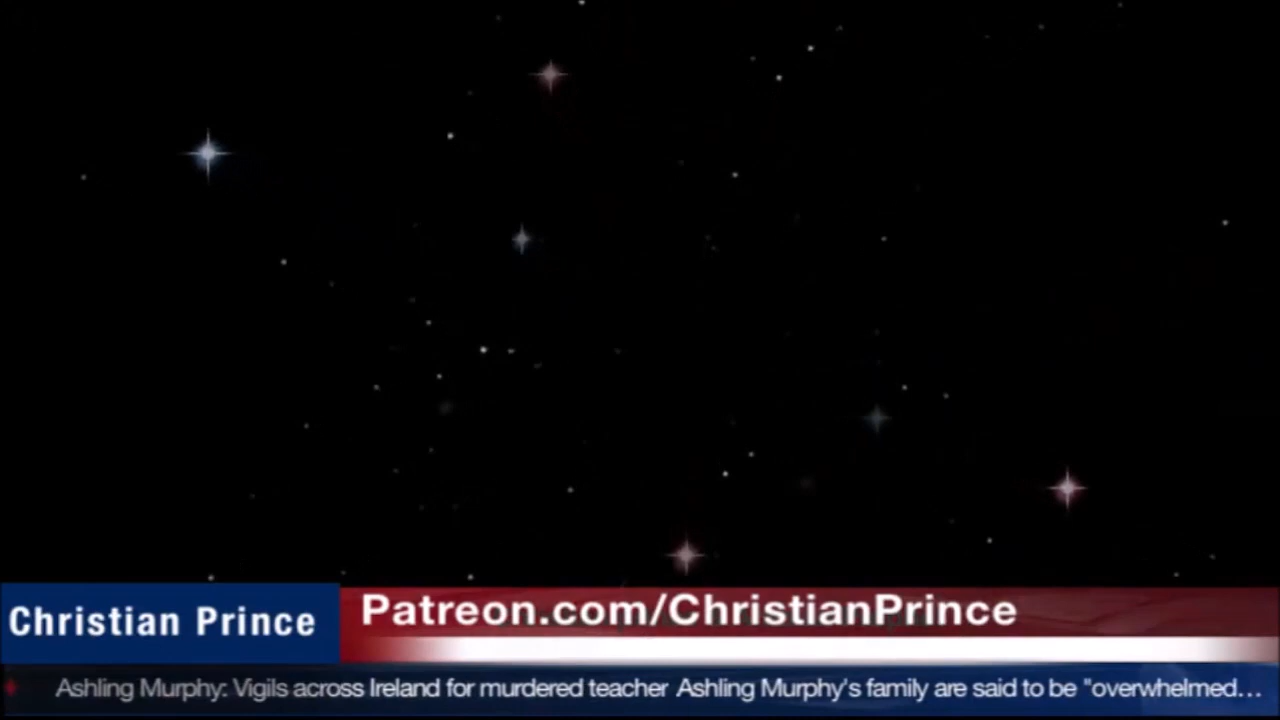 Christian Prince
Patreon.com/ChristianPrince
Ashling Murphy: Vigils across Ireland for murdered teacher Ashling Murphy's family are said to be "overwhelmed...